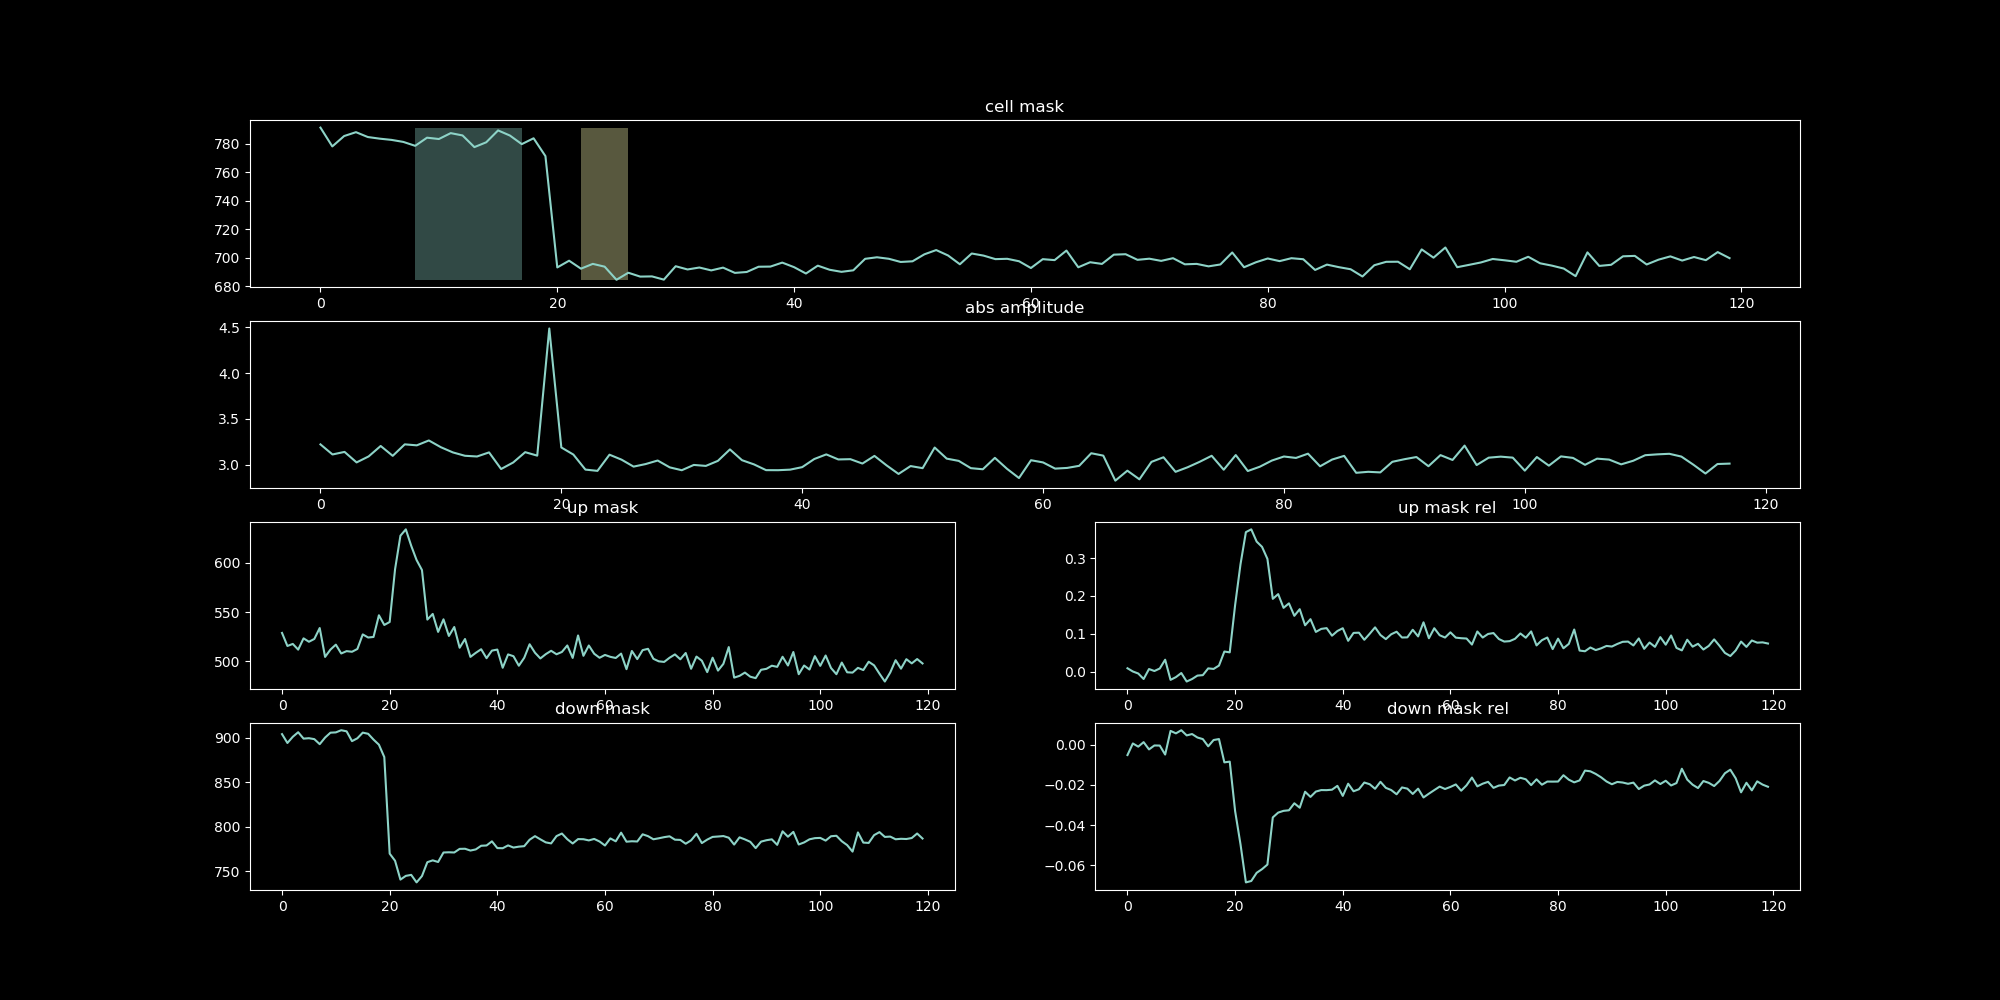 cell mask
780
760
740
720
700
680
0 20 40 60 80 100 120
abs amplitude
4.5
4.0
3.5
3.0
0 20 40 60 80 100 120
up mask
600
550
500
0 20 40 60 80 100 120
up mask rel
0.3
0.2
0.1
0.0
0 20 40 60 80 100 120
down mask
900
850
800
750
0 20 40 60 80 100 120
down mask rel
0.00
−0.02
−0.04
−0.06
0 20 40 60 80 100 120